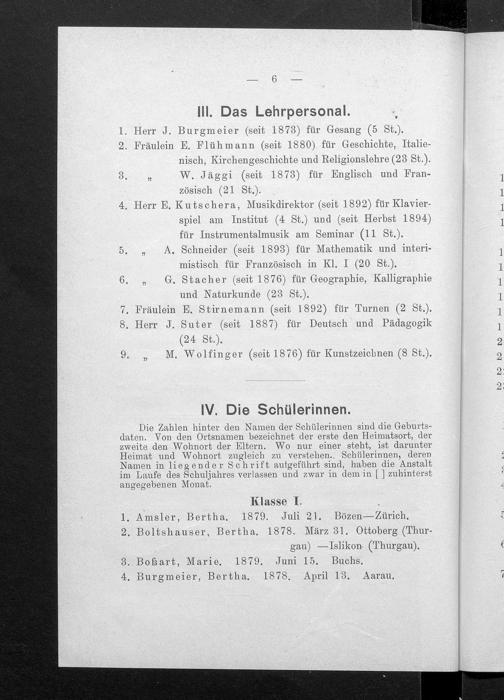 — 6 —
III. Das Lehrpersonal.
1. Herr J. Burgmeier (seit 1873) für Gesang (5 St.).
2. Fräulein E. Flühmann (seit 1880) für Geschichte, Italie-
nisch, Kirchengeschichte und Religionslehre (23 St.).
3. „ W. Jäggi (seit 1873) für Englisch und Fran-
zösisch (21 St.).
4. Herr E. Kutschera, Musikdirektor (seit 1892) für Klavier-
spiel am Institut (4 St.) und (seit Herbst 1894)
für Instrumentalmusik am Seminar (11 St.).
5. „ A. Schneider (seit 1893) für Mathematik und interi-
mistisch für Französisch in Kl. I (20 St.).
6. „ G. Stacher (seit 1876) für Geographie, Kalligraphie
und Naturkunde (23 St.).
7. Fräulein E. Stirnemann (seit 1892) für Turnen (2 St.).
8. Herr J. Suter (seit 1887) für Deutsch und Pädagogik
(24 St.).
9. „ M. Wolfinger (seit 1876) für Kunstzeichnen (8 St.).
IV. Die Schülerinnen.
Die Zahlen hinter den Namen der Schülerinnen sind die Geburts-
daten. Von den Ortsnamen bezeichnet der erste den Heimatsort, der
zweite den Wohnort der Eltern. Wo nur einer steht, ist darunter
Heimat und Wohnort zugleich zu verstehen. Schülerinnen, deren
Namen in liegender Schrift aufgeführt sind, haben die Anstalt
im Laufe des Schuljahres verlassen und zwar in dem in [ ] zuhinterst
angegebenen Monat.
Klasse I.
1. Amsler, Bertha. 1879. Juli 21. Bözen—Zürich.
2. Boltshauser, Bertha. 1878. März 31. Ottoberg (Thur-
gau) —Islikon (Thurgau).
3. Boßart, Marie. 1879. Juni 15. Buchs.
4. Burgmeier, Bertha. 1878. April 13. Aarau.